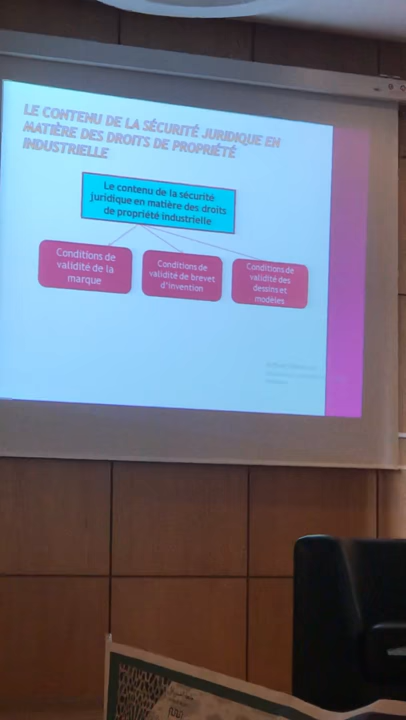 LE CONTENU DE LA SÉCURITÉ JURIDIQUE EN
MATIÈRE DES DROITS DE PROPRIÉTÉ
INDUSTRIELLE
Le contenu de la sécurité
juridique en matière des droits
de propriété industrielle
Conditions de
validité de la
marque
Conditions de
validité de brevet
d'invention
Conditions de
validité des
dessins et
modèles